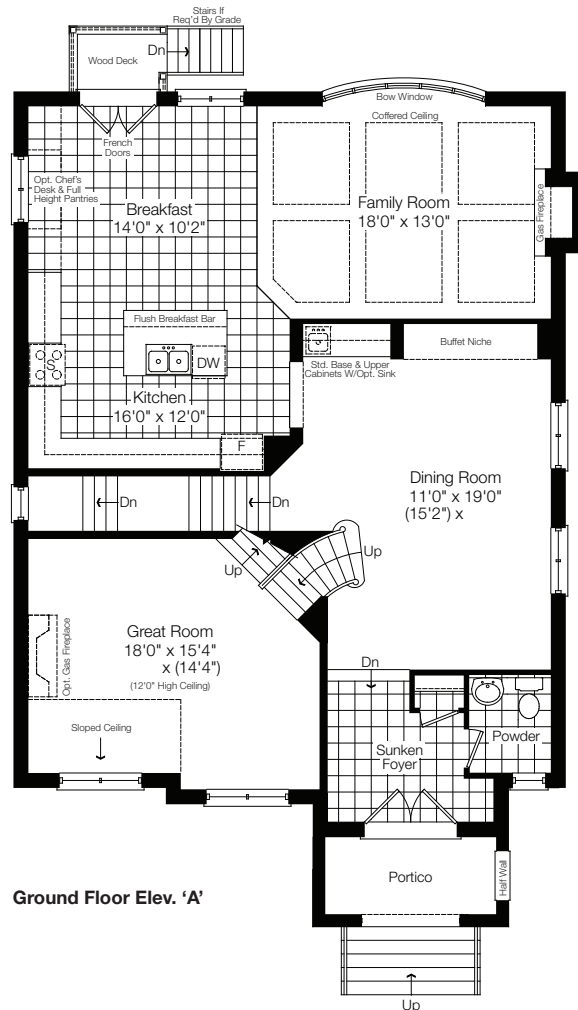 Stairs If
Req'd By Grade
Dn
Wood Deck
Bow Window
Coffered Ceiling
French
Doors
Opt. Chef's
Desk & Full
Height Pantries
Breakfast
14'0" x 10'2"
Family Room
18'0" x 13'0"
Gas Fireplace
Flush Breakfast Bar
DW
S
Kitchen
16'0" x 12'0"
F
Std. Base & Upper
Cabinets W/Opt. Sink
Buffet Niche
Dining Room
11'0" x 19'0"
(15'2") x
Dn
Dn
Up
Up
Great Room
18'0" x 15'4"
x (14'4")
(12'0" High Ceiling)
Opt. Gas Fireplace
Sloped Ceiling
Dn
Sunken
Foyer
Powder
Portico
Half Wall
Ground Floor Elev. ‘A’
Up